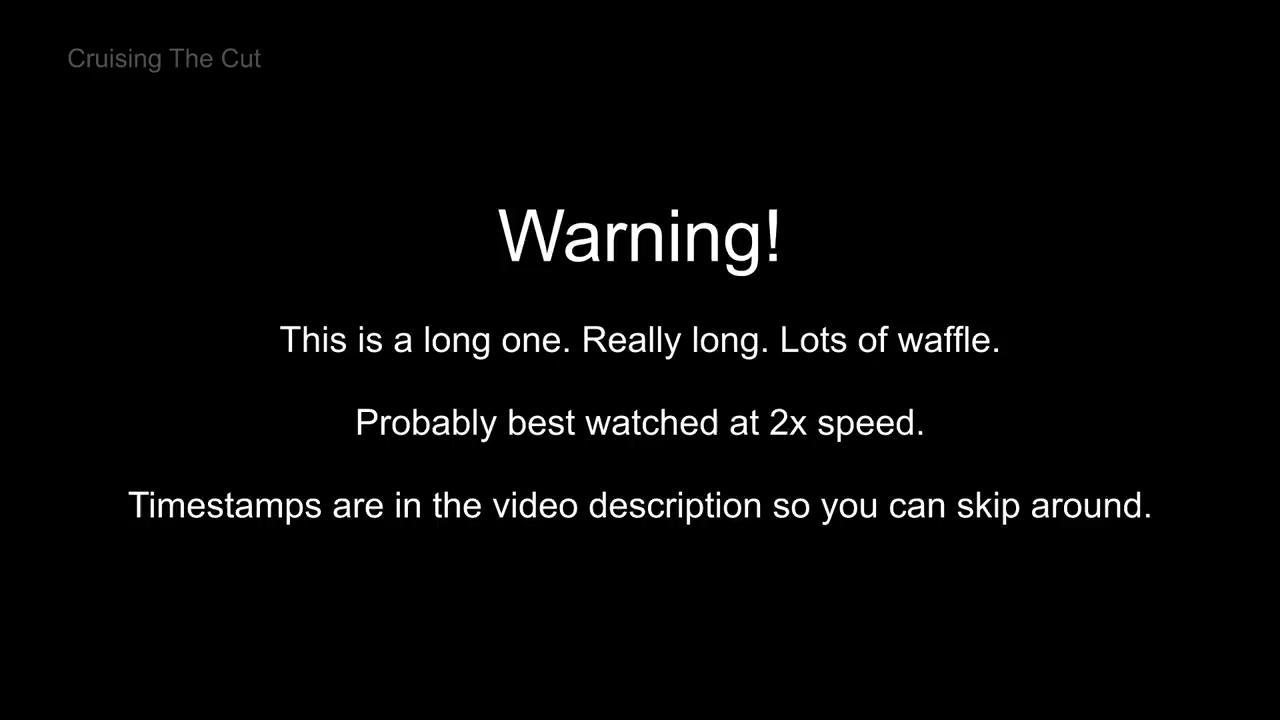 Cruising The Cut
Warning!
This is a long one. Really long. Lots of waffle.
Probably best watched at 2x speed.
Timestamps are in the video description so you can skip around.